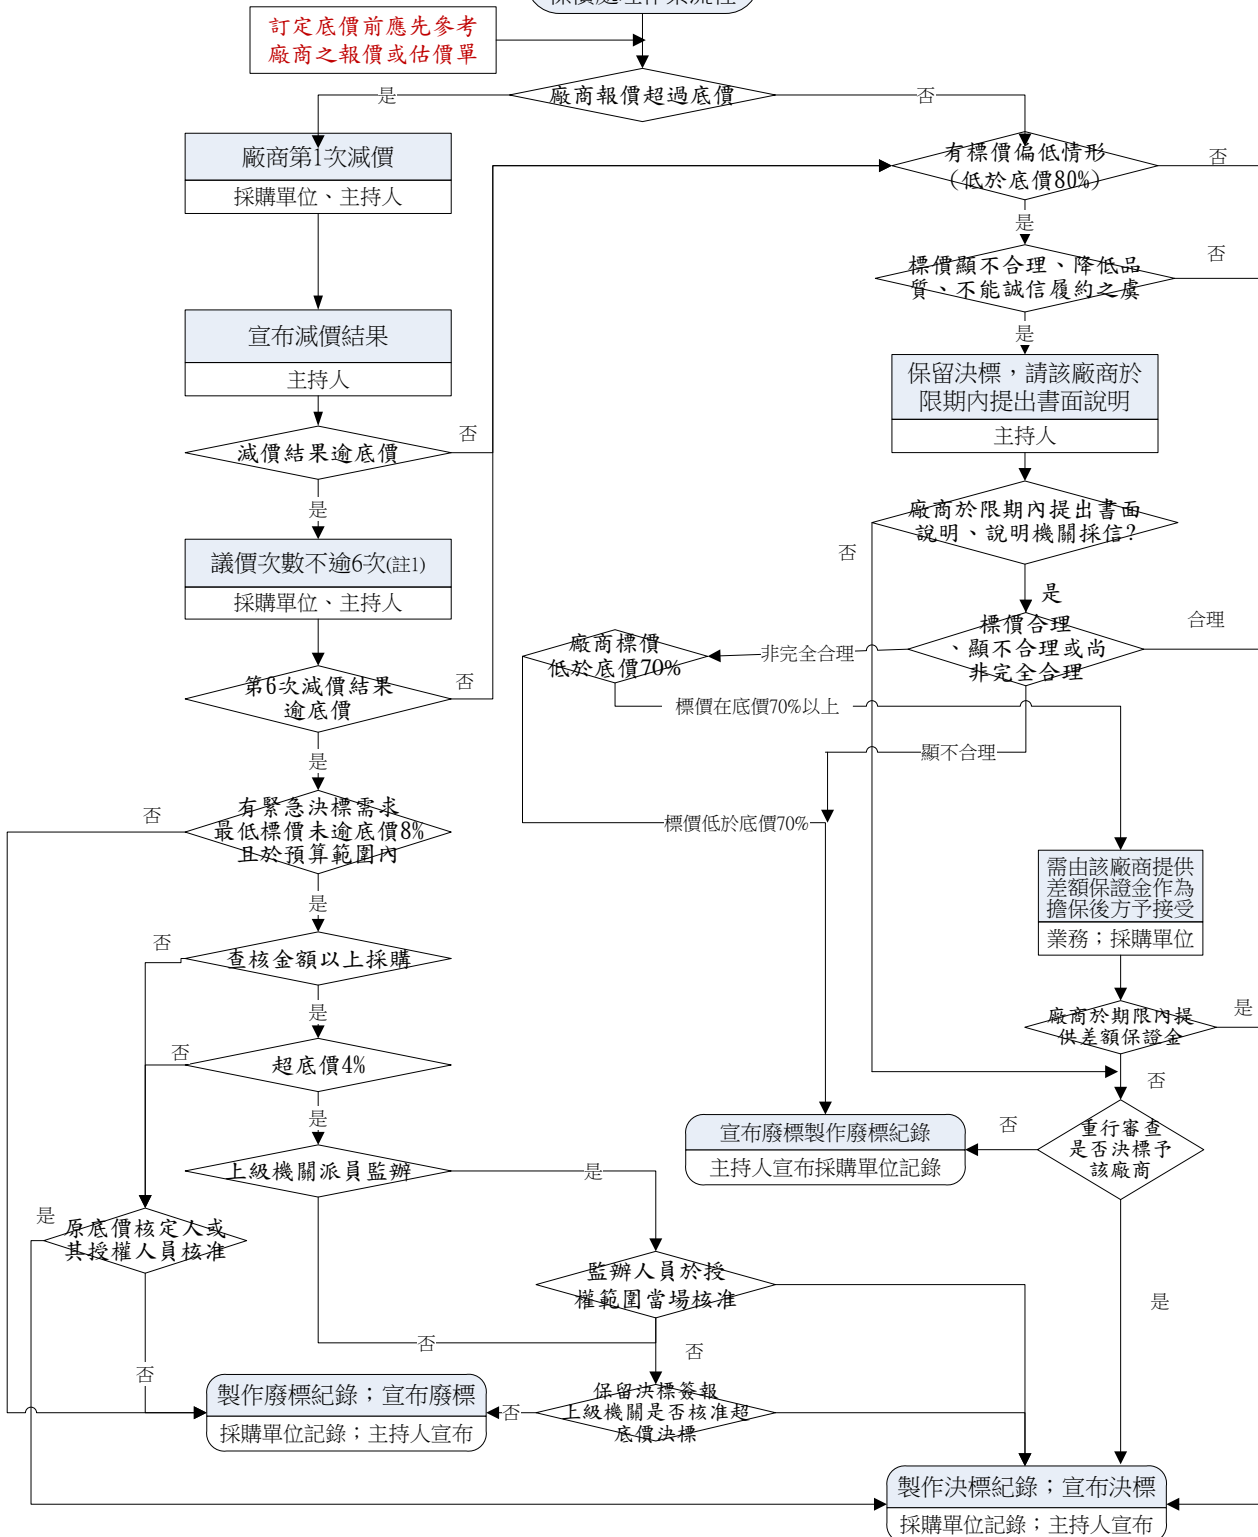 訂定底價前應先參考
廠商之報價或估價單
廠商報價超過底價
是
否
廠商第1次減價
採購單位、主持人
有標價偏低情形
(低於底價80%)
否
是
標價顯不合理、降低品
質、不能誠信履約之虞
否
是
宣布減價結果
主持人
保留決標，請該廠商於
限期內提出書面說明
主持人
減價結果逾底價
否
是
廠商於限期內提出書面
說明、說明機關採信?
否
是
議價次數不逾6次(註1)
採購單位、主持人
標價合理
、顯不合理或尚
非完全合理
合理
非完全合理
廠商標價
低於底價70%
第6次減價結果
逾底價
否
標價在底價70%以上
顯不合理
是
有緊急決標需求
最低標價未逾底價8%
且於預算範圍內
否
標價低於底價70%
需由該廠商提供
差額保證金作為
擔保後方予接受
業務；採購單位
是
查核金額以上採購
否
是
廠商於期限內提
供差額保證金
是
否
超底價4%
否
是
宣布廢標製作廢標紀錄
主持人宣布採購單位記錄
否
重行審查
是否決標予
該廠商
是
上級機關派員監辦
是
否
原底價核定人或
其授權人員核准
是
否
監辦人員於授
權範圍當場核准
否
製作廢標紀錄；宣布廢標
採購單位記錄；主持人宣布
否
保留決標簽報
上級機關是否核准超
底價決標
製作決標紀錄；宣布決標
採購單位記錄；主持人宣布